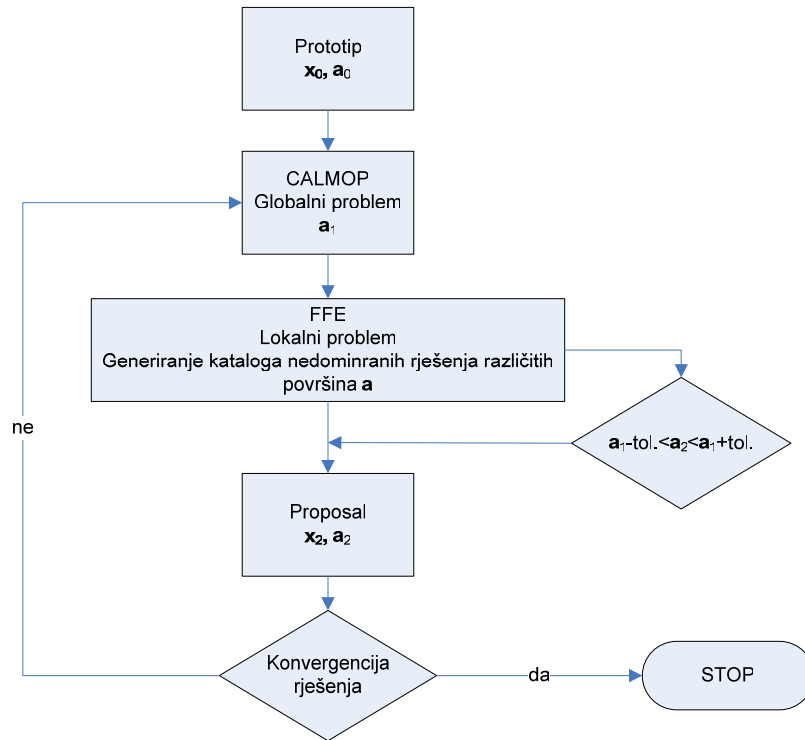 Prototip
x₀, a₀
CALMOP
Globalni problem
a₁
FFE
Lokalni problem
Generiranje kataloga nedominranih rješenja različitih
površina a
ne
a₁-tol.<a₂<a₁+tol.
Proposal
x₂, a₂
Konvergencija
rješenja
da
STOP